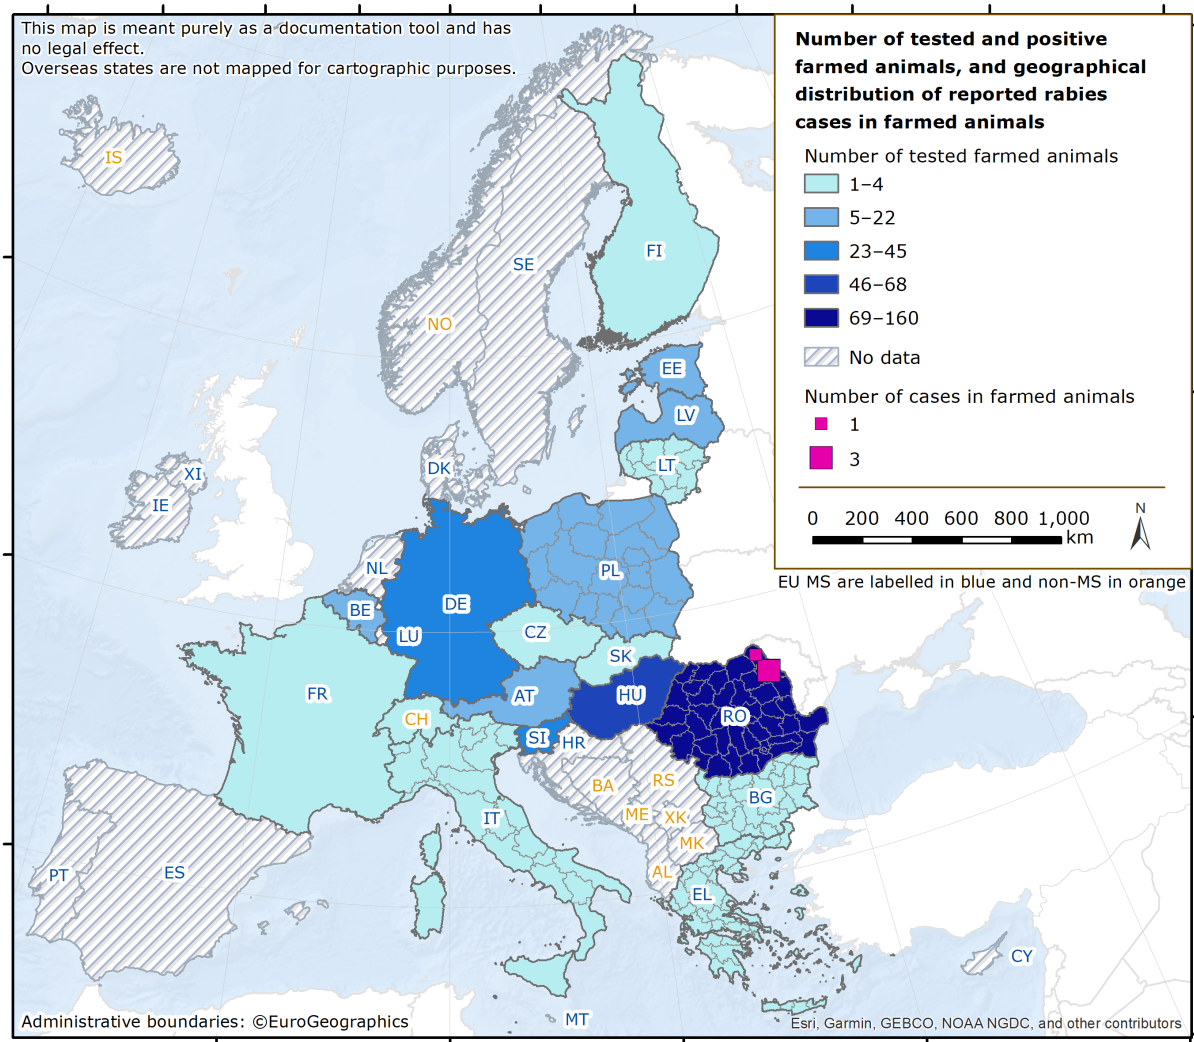 This map is meant purely as a documentation tool and has
no legal effect.
Overseas states are not mapped for cartographic purposes.
Number of tested and positive
farmed animals, and geographical
distribution of reported rabies
cases in farmed animals
Number of tested farmed animals
1–4
5–22
23–45
46–68
69–160
No data
Number of cases in farmed animals
1
3
0 200 400 600 800 1,000
km
N
EU MS are labelled in blue and non-MS in orange
IS
FI
SE
NO
EE
LV
LT
DK
XI
IE
NL
PL
BE
DE
LU
CZ
SK
FR
AT
HU
CH
RO
SI
HR
BA
RS
BG
IT
ME
XK
MK
AL
PT
ES
EL
CY
MT
Administrative boundaries: ©EuroGeographics
Esri, Garmin, GEBCO, NOAA NGDC, and other contributors